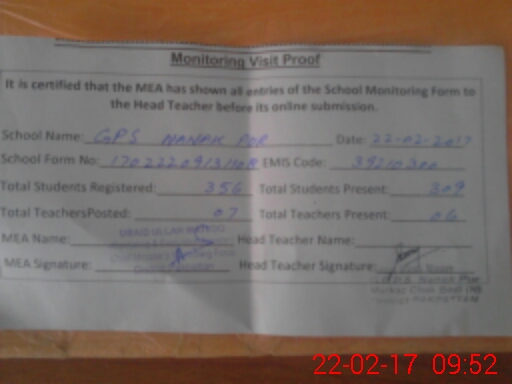 Monitoring Visit Proof
It is certified that the MEA has shown all entries of the School Monitoring Form to
the Head Teacher before its online submission.
School Name: GPS NANAK POR Date: 22-02-2017
School Form No: EMIS Code: 39210300
Total Students Registered: 356 Total Students Present: 309
Total TeachersPosted: 07 Total Teachers Present: 06
MEA Name: Head Teacher Name:
MEA Signature: Head Teacher Signature:
Nanak Pur
22-02-17 09:52